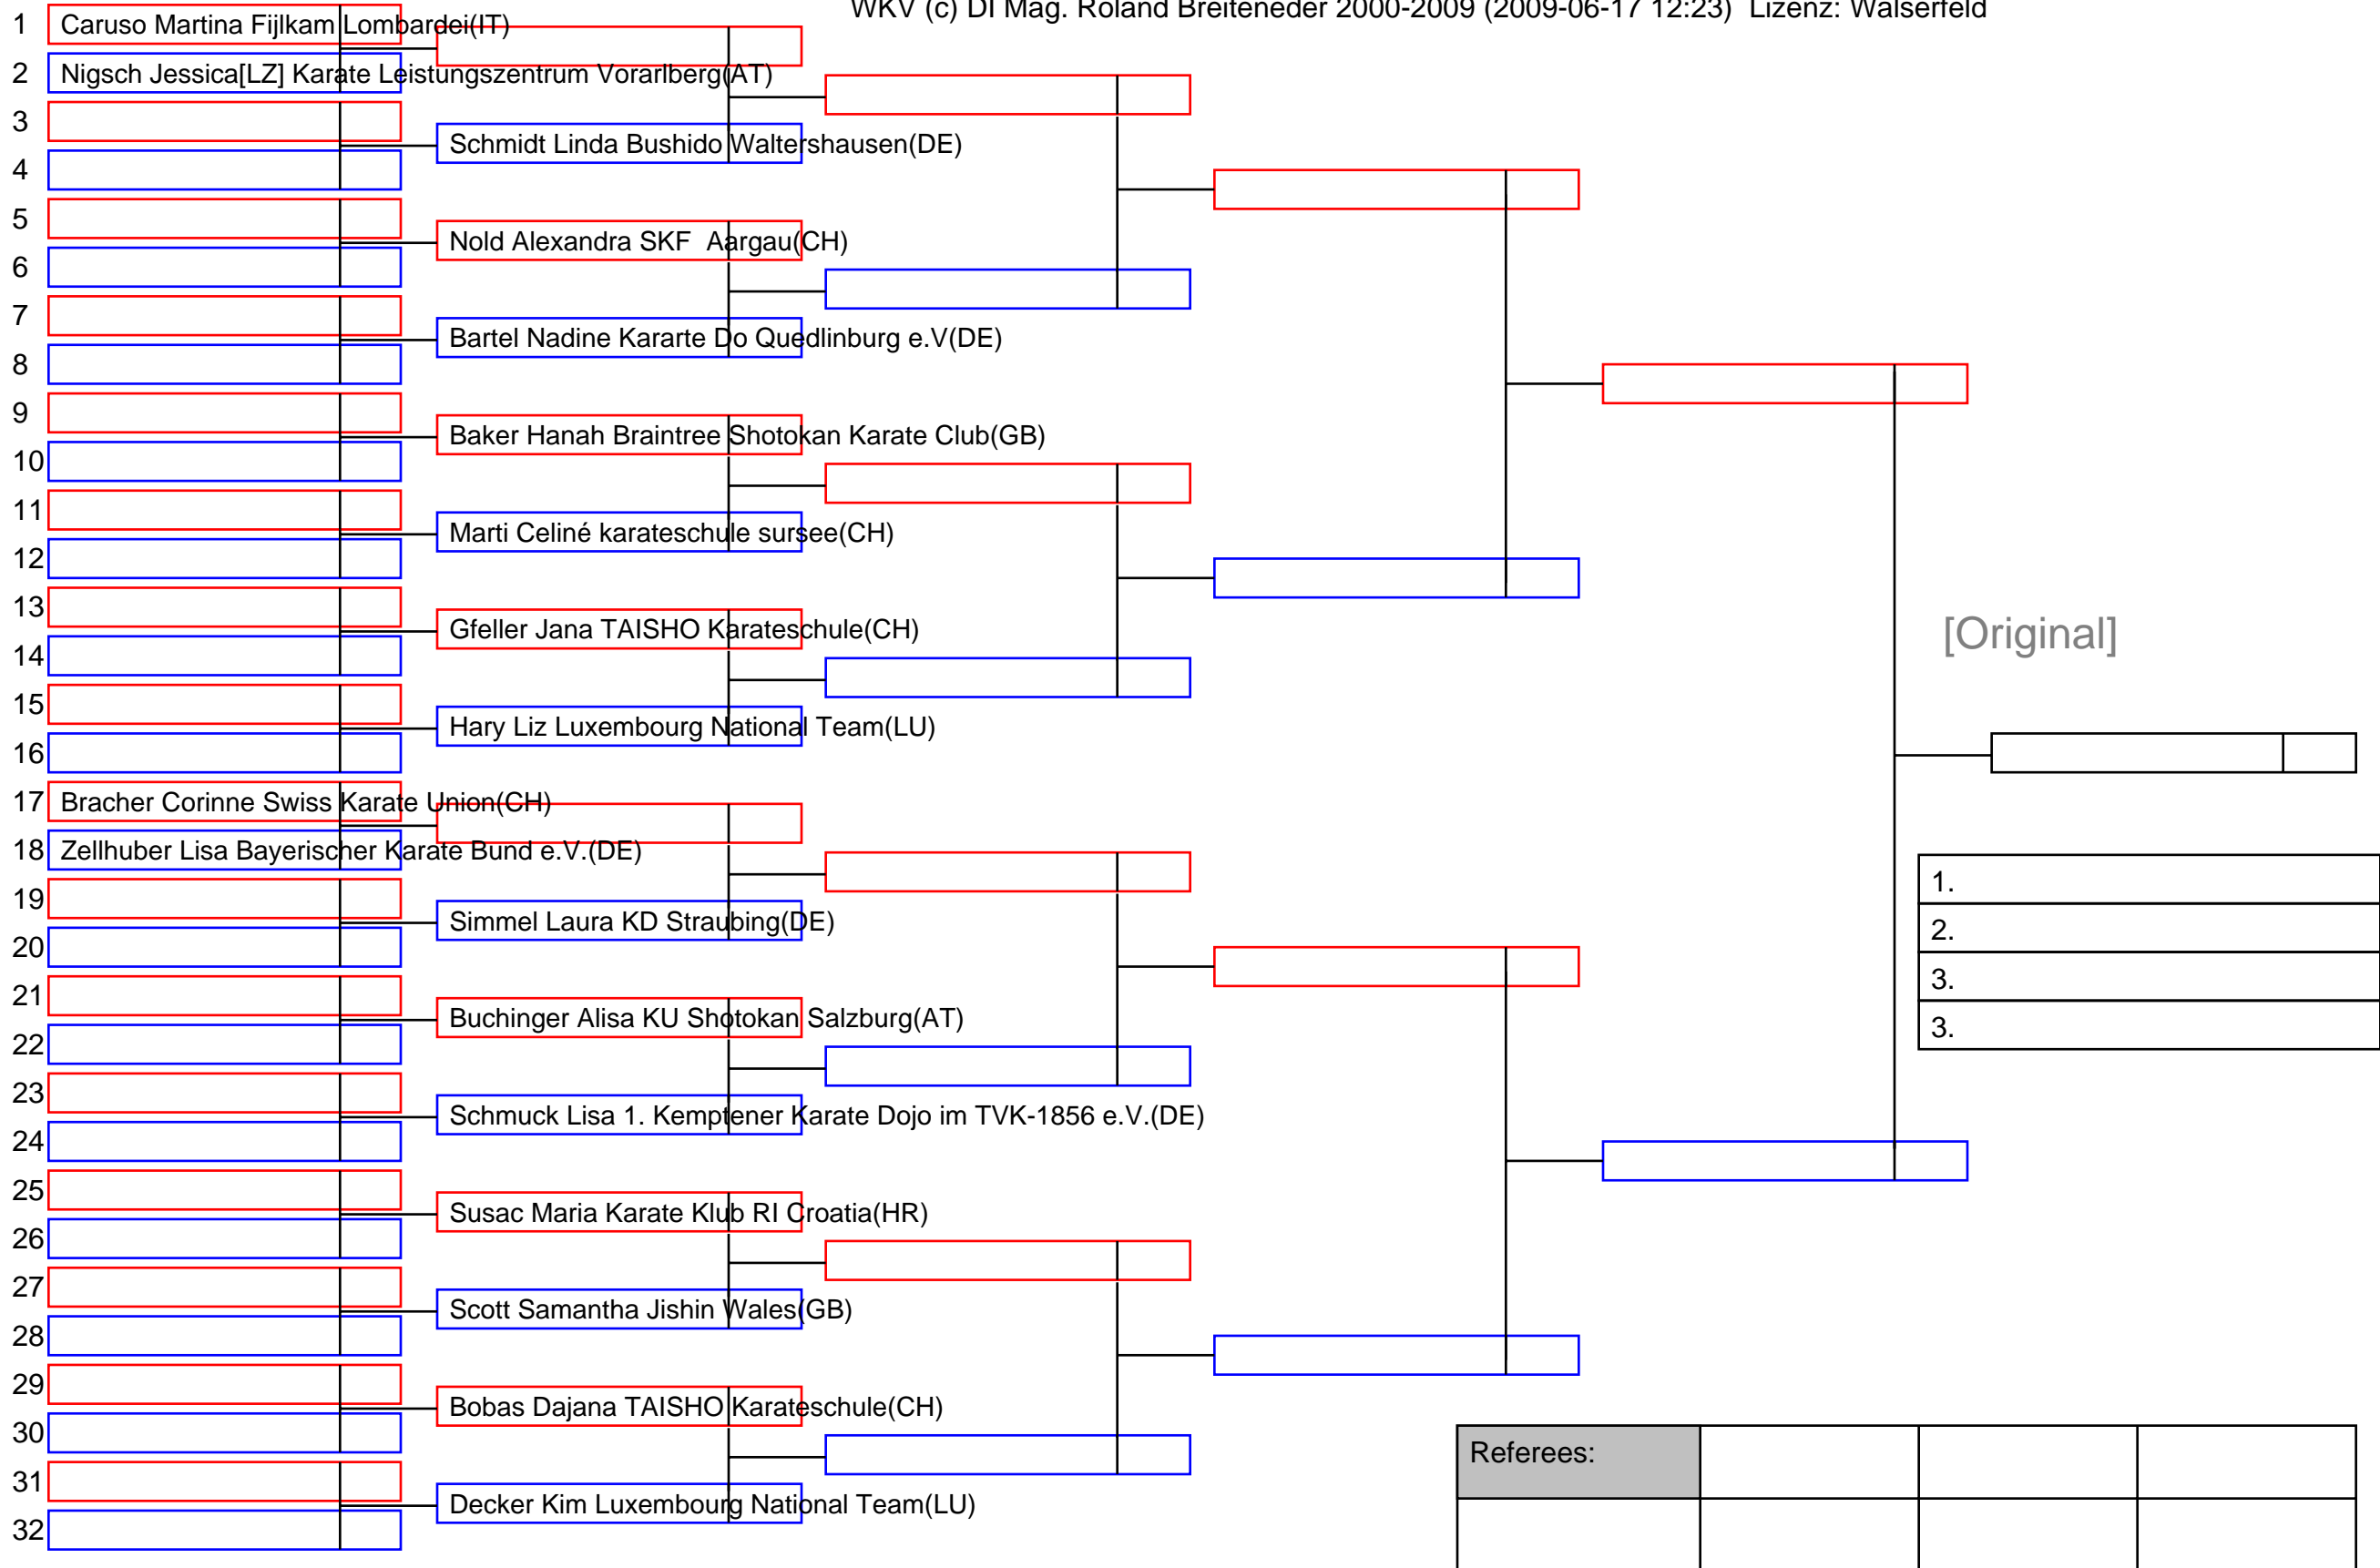 WKV (c) DI Mag. Roland Breiteneder 2000-2009 (2009-06-17 12:23)  Lizenz: Walserfeld
1 Caruso Martina Fijlkam Lombardei(IT)
2 Nigsch Jessica[LZ] Karate Leistungszentrum Vorarlberg(AT)
3
Schmidt Linda Bushido Waltershausen(DE)
4
5
Nold Alexandra SKF  Aargau(CH)
6
7
Bartel Nadine Kararte Do Quedlinburg e.V(DE)
8
9
Baker Hanah Braintree Shotokan Karate Club(GB)
10
11
Marti Celiné karateschule sursee(CH)
12
13
Gfeller Jana TAISHO Karateschule(CH)
[Original]
14
15
Hary Liz Luxembourg National Team(LU)
16
17 Bracher Corinne Swiss Karate Union(CH)
18 Zellhuber Lisa Bayerischer Karate Bund e.V.(DE)
1.
19
Simmel Laura KD Straubing(DE)
2.
20
3.
21
Buchinger Alisa KU Shotokan Salzburg(AT)
3.
22
23
Schmuck Lisa 1. Kemptener Karate Dojo im TVK-1856 e.V.(DE)
24
25
Susac Maria Karate Klub RI Croatia(HR)
26
27
Scott Samantha Jishin Wales(GB)
28
29
Bobas Dajana TAISHO Karateschule(CH)
30
Referees:
31
Decker Kim Luxembourg National Team(LU)
32